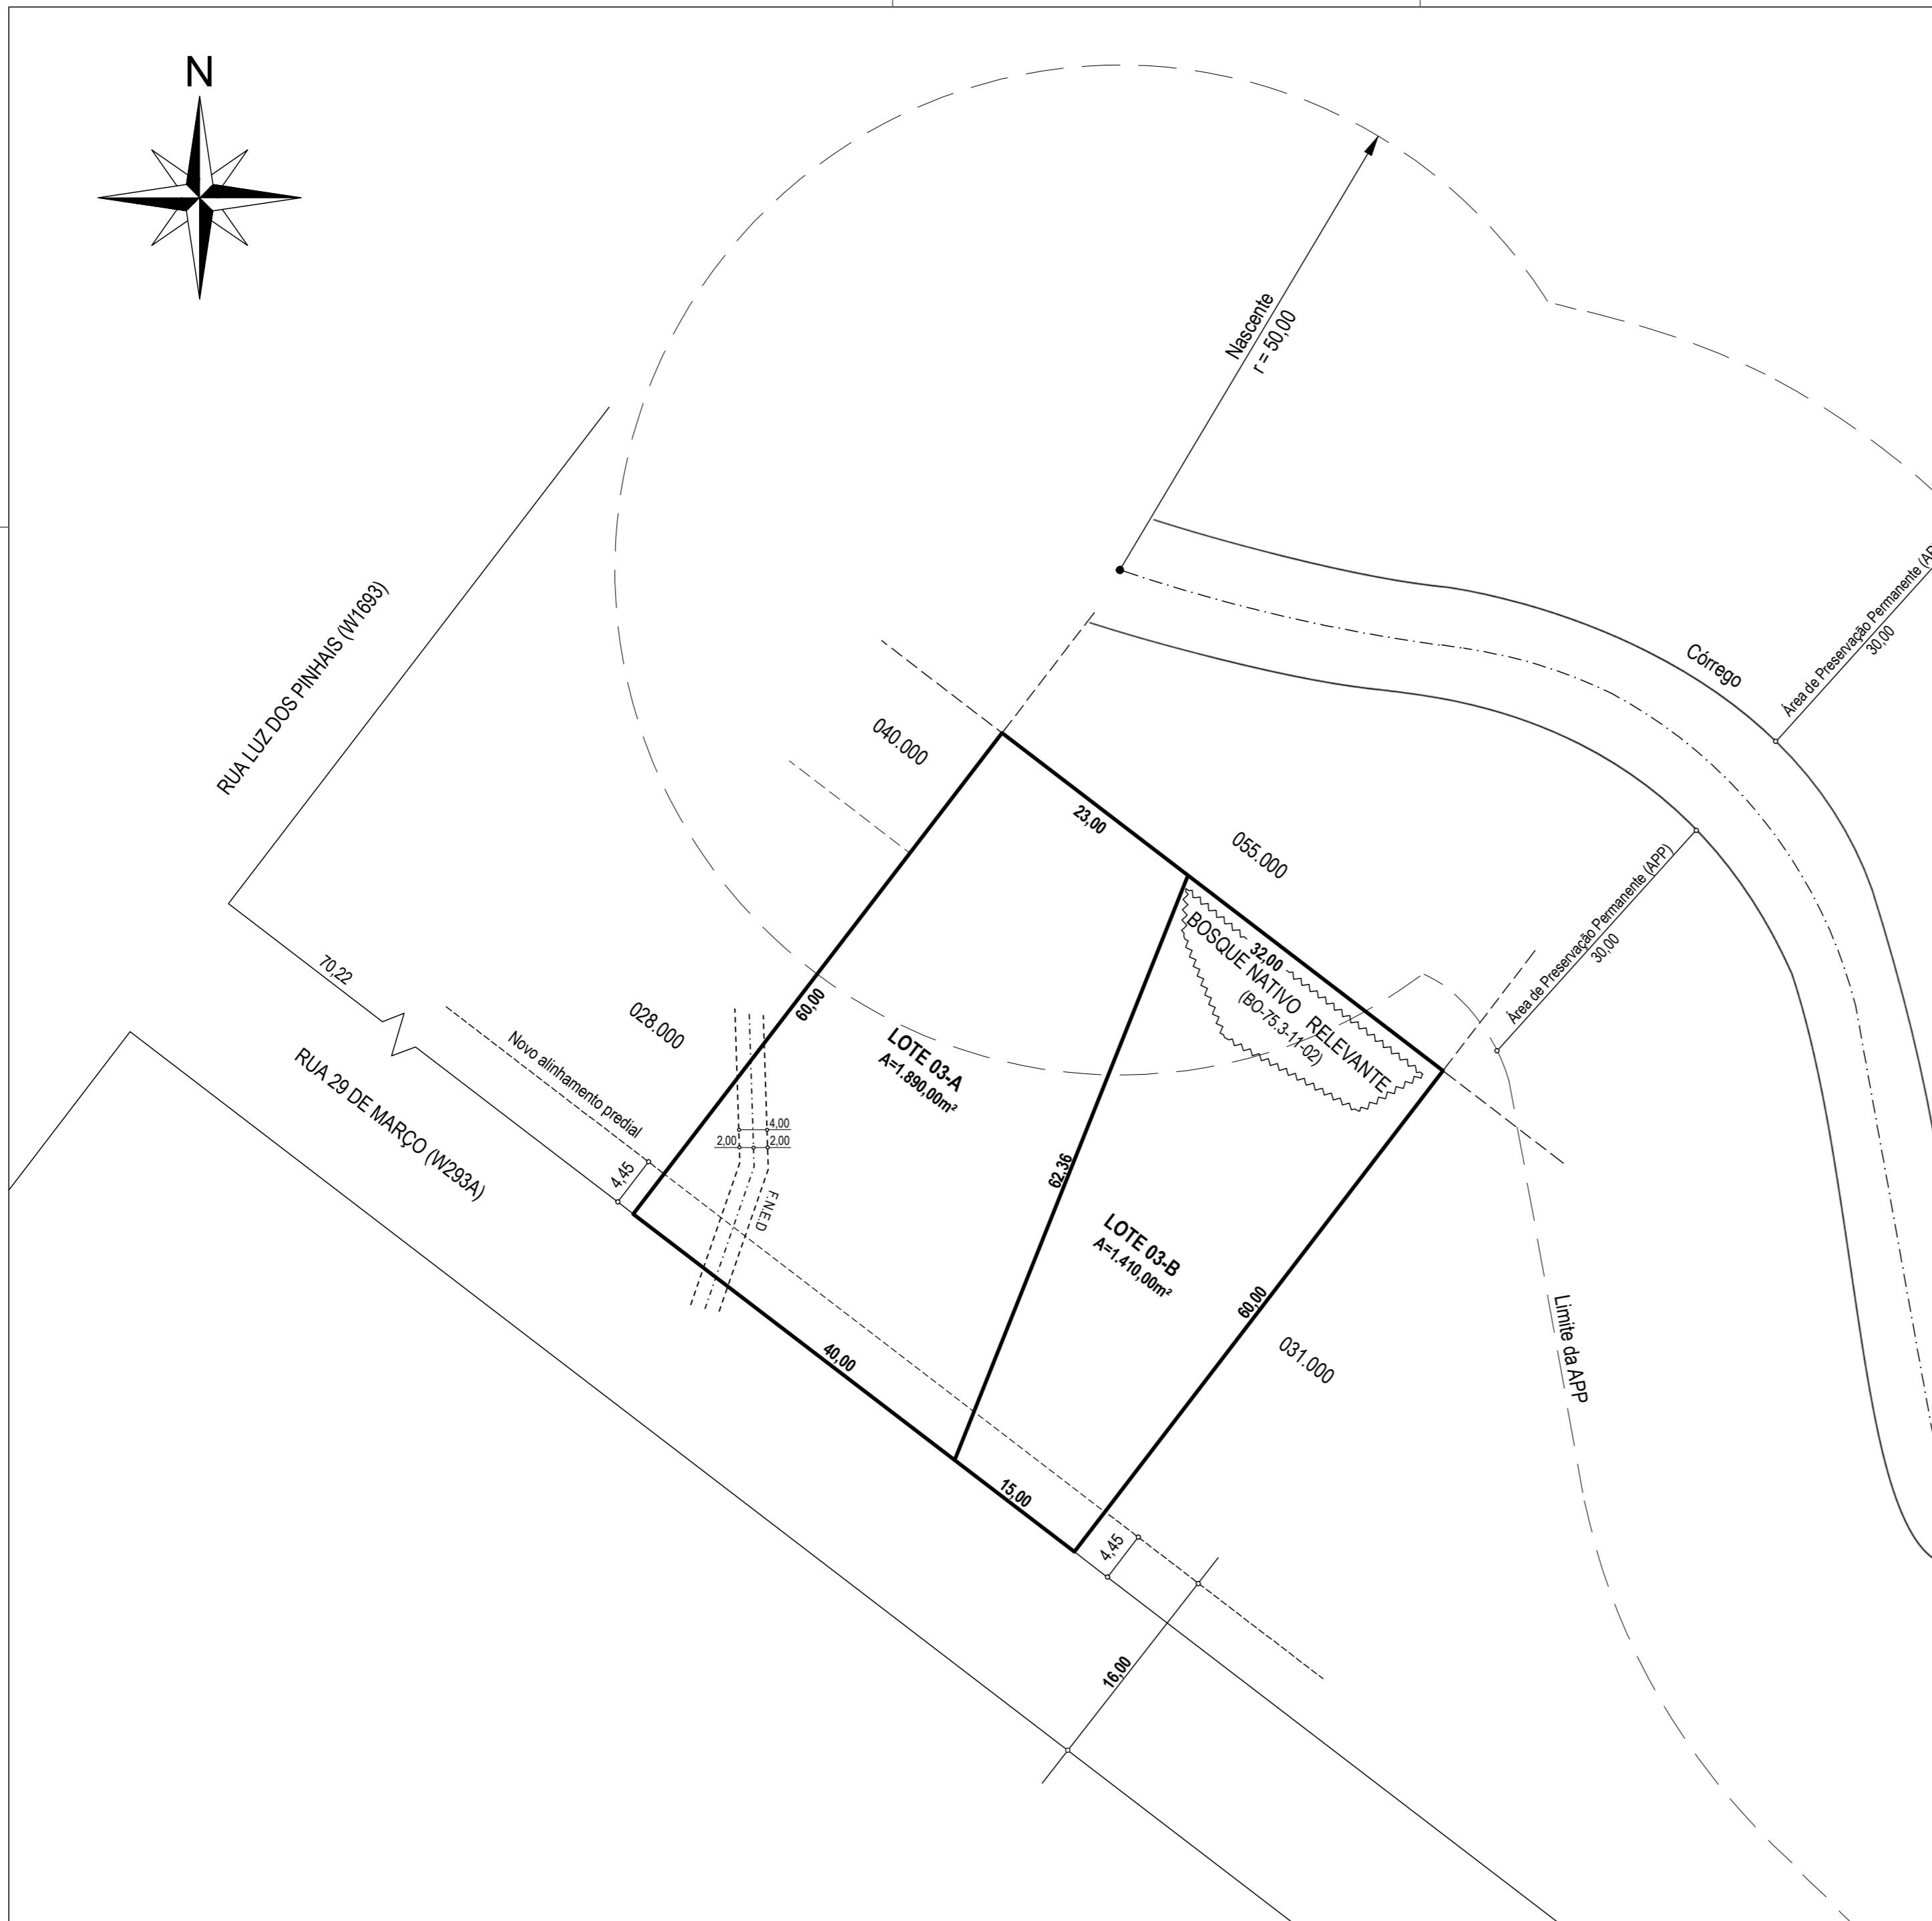 N
Nascente
r = 50,00
RUA LUZ DOS PINHAIS (W1693)
Córrego
Área de Preservação Permanente
30,00
040.000
23,00
055.000
Área de Preservação Permanente (APP)
30,00
BOSQUE NATIVO RELEVANTE
(BO-75.3-11-02)
32,00
70,22
028.000
60,00
Novo alinhamento predial
RUA 29 DE MARÇO (W293A)
LOTE 03-A
A=1.890,00m²
4,00
2,00 2,00
4,45
F.N.E.D
62,36
LOTE 03-B
A=1.410,00m²
60,00
031.000
Limite da APP
40,00
15,00
4,45
16,00